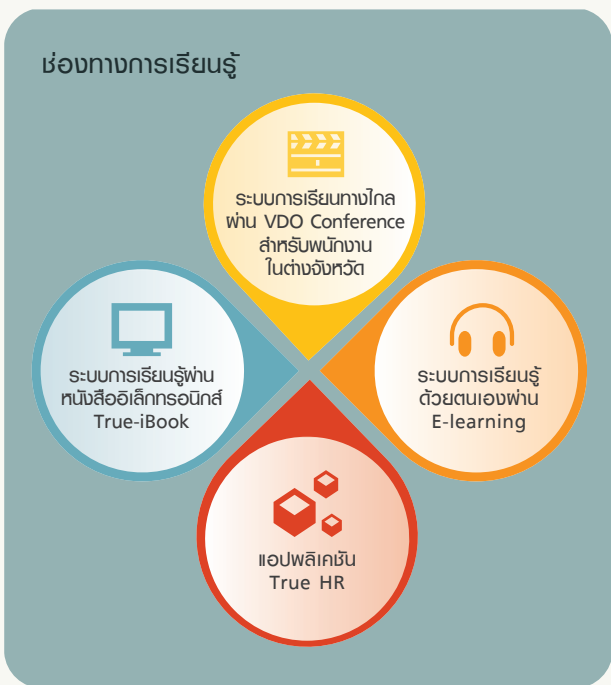 ช่องทางการเรียนรู้
ระบบการเรียนทางไกล
ผ่าน VDO Conference
สำหรับพนักงาน
ในต่างจังหวัด
ระบบการเรียนรู้ผ่าน
หนังสืออิเล็กทรอนิกส์
True-iBook
ระบบการเรียนรู้
ด้วยตนเองผ่าน
E-learning
แอปพลิเคชัน
True HR